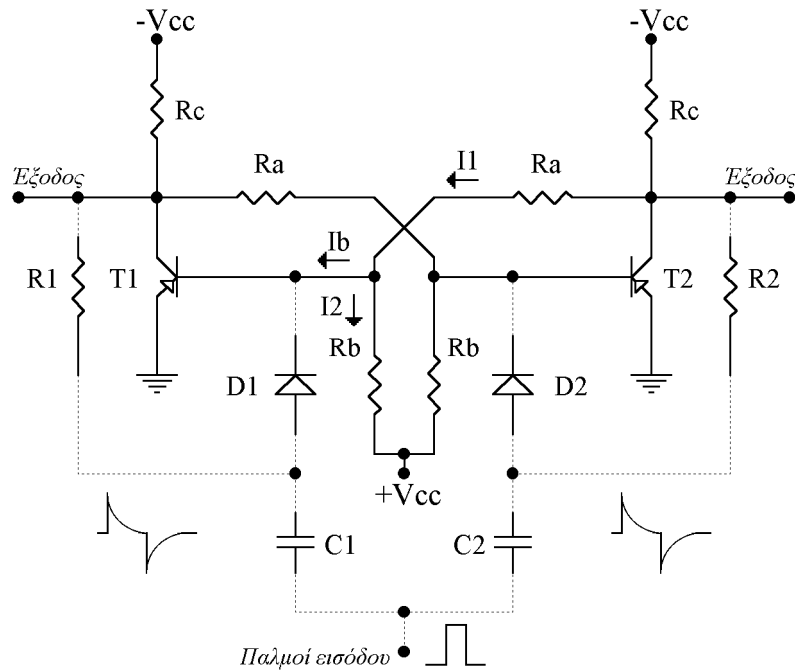 -Vcc -Vcc
Rc Rc
Ra I1 Ra
Έξοδος Έξοδος
R1 T1 Ib T2 R2
I2
Rb Rb
D1 D2
+Vcc
C1 C2
Παλμοί εισόδου